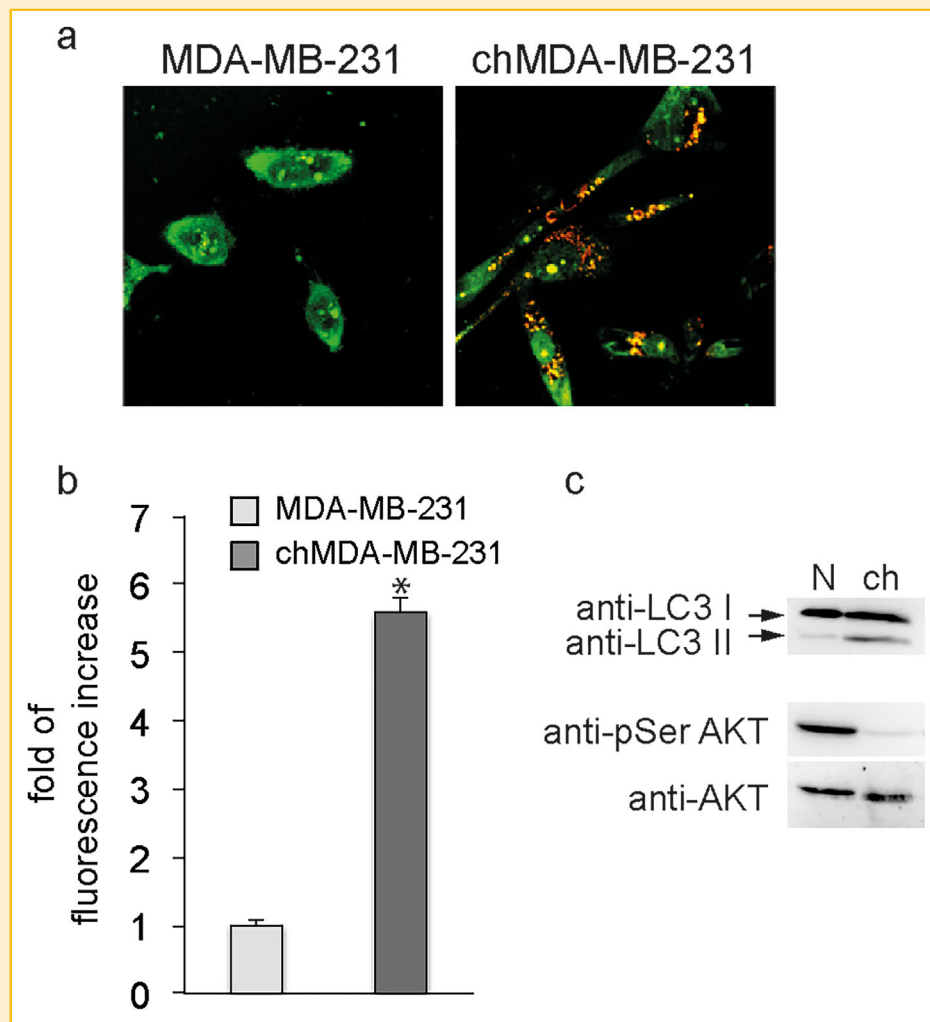 a
MDA-MB-231 chMDA-MB-231
b
MDA-MB-231
chMDA-MB-231
fold of
fluorescence increase
7
6
5
4
3
2
1
0
*
c
N ch
anti-LC3 I
anti-LC3 II
anti-pSer AKT
anti-AKT